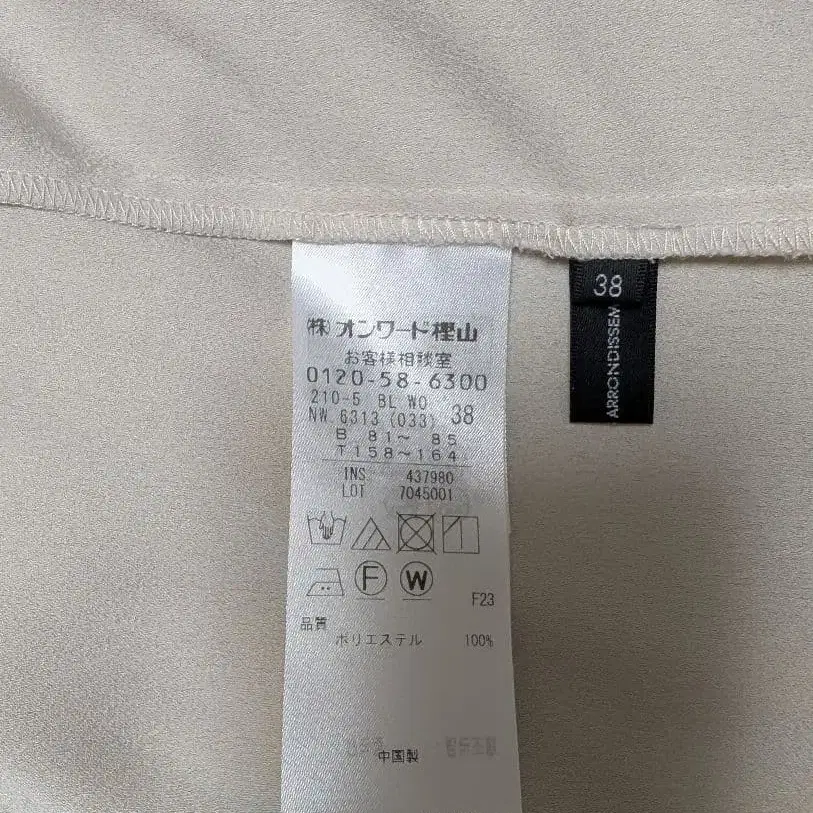 ㈱オンワード樫山
お客様相談室
0120-58-6300
210-5 BL WO
NW.6313 (033) 38
B 81～ 85
T158～164
INS 437980
LOT 7045001
F W
F23
品質
ポリエステル 100%
中国製
38
ARRONDISSEM